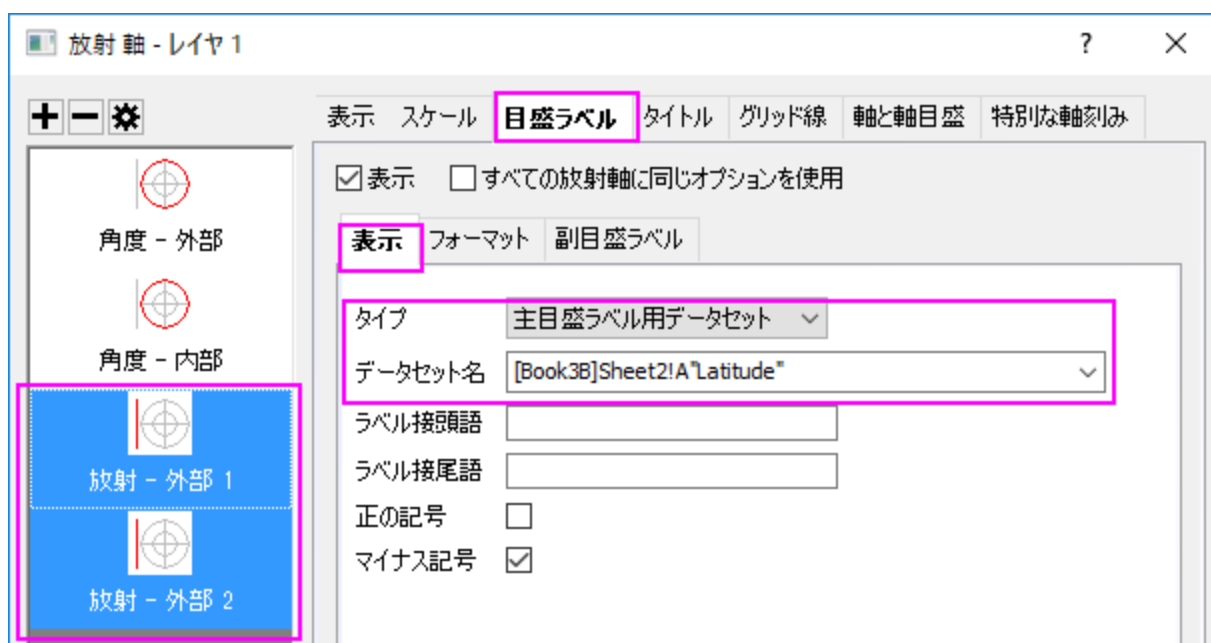 放射 軸 - レイヤ 1 ?
表示 スケール 目盛ラベル タイトル グリッド線 軸と軸目盛 特別な軸刻み
表示 すべての放射軸に同じオプションを使用
角度 - 外部
表示 フォーマット 副目盛ラベル
タイプ 主目盛ラベル用データセット
角度 - 内部
データセット名 [Book3B]Sheet2!A"Latitude"
ラベル接頭語
ラベル接尾語
放射 - 外部 1
正の記号
マイナス記号
放射 - 外部 2